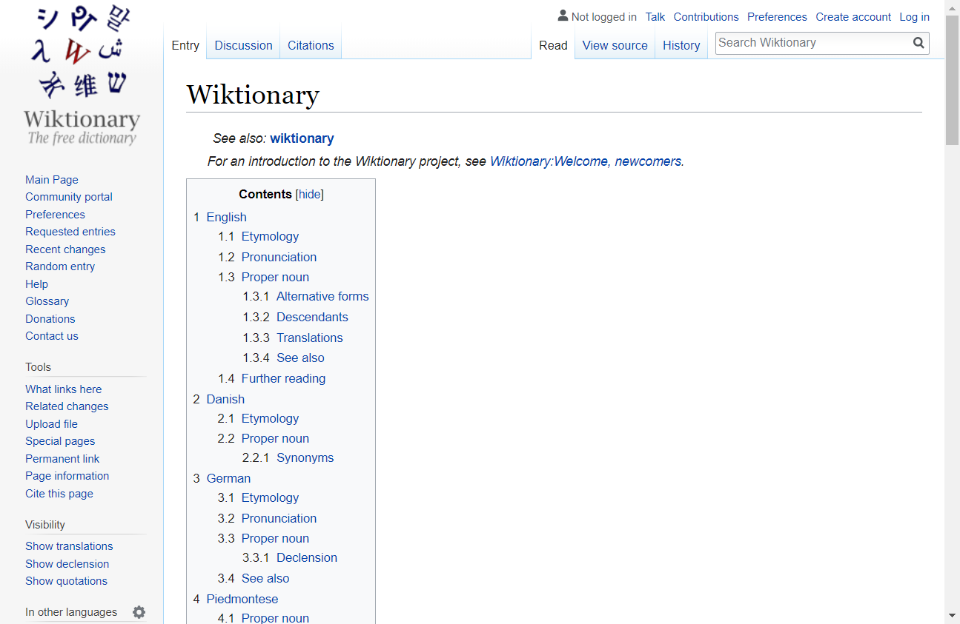 Wiktionary
The free dictionary
Main Page
Community portal
Preferences
Requested entries
Recent changes
Random entry
Help
Glossary
Donations
Contact us
Tools
What links here
Related changes
Upload file
Special pages
Permanent link
Page information
Cite this page
Visibility
Show translations
Show declension
Show quotations
In other languages
Not logged in Talk Contributions Preferences Create account Log in
Entry Discussion Citations Read View source History Search Wiktionary
Wiktionary
See also: wiktionary
For an introduction to the Wiktionary project, see Wiktionary:Welcome, newcomers.
Contents [hide]
1 English
1.1 Etymology
1.2 Pronunciation
1.3 Proper noun
1.3.1 Alternative forms
1.3.2 Descendants
1.3.3 Translations
1.3.4 See also
1.4 Further reading
2 Danish
2.1 Etymology
2.2 Proper noun
2.2.1 Synonyms
3 German
3.1 Etymology
3.2 Pronunciation
3.3 Proper noun
3.3.1 Declension
3.4 See also
4 Piedmontese
4.1 Proper noun